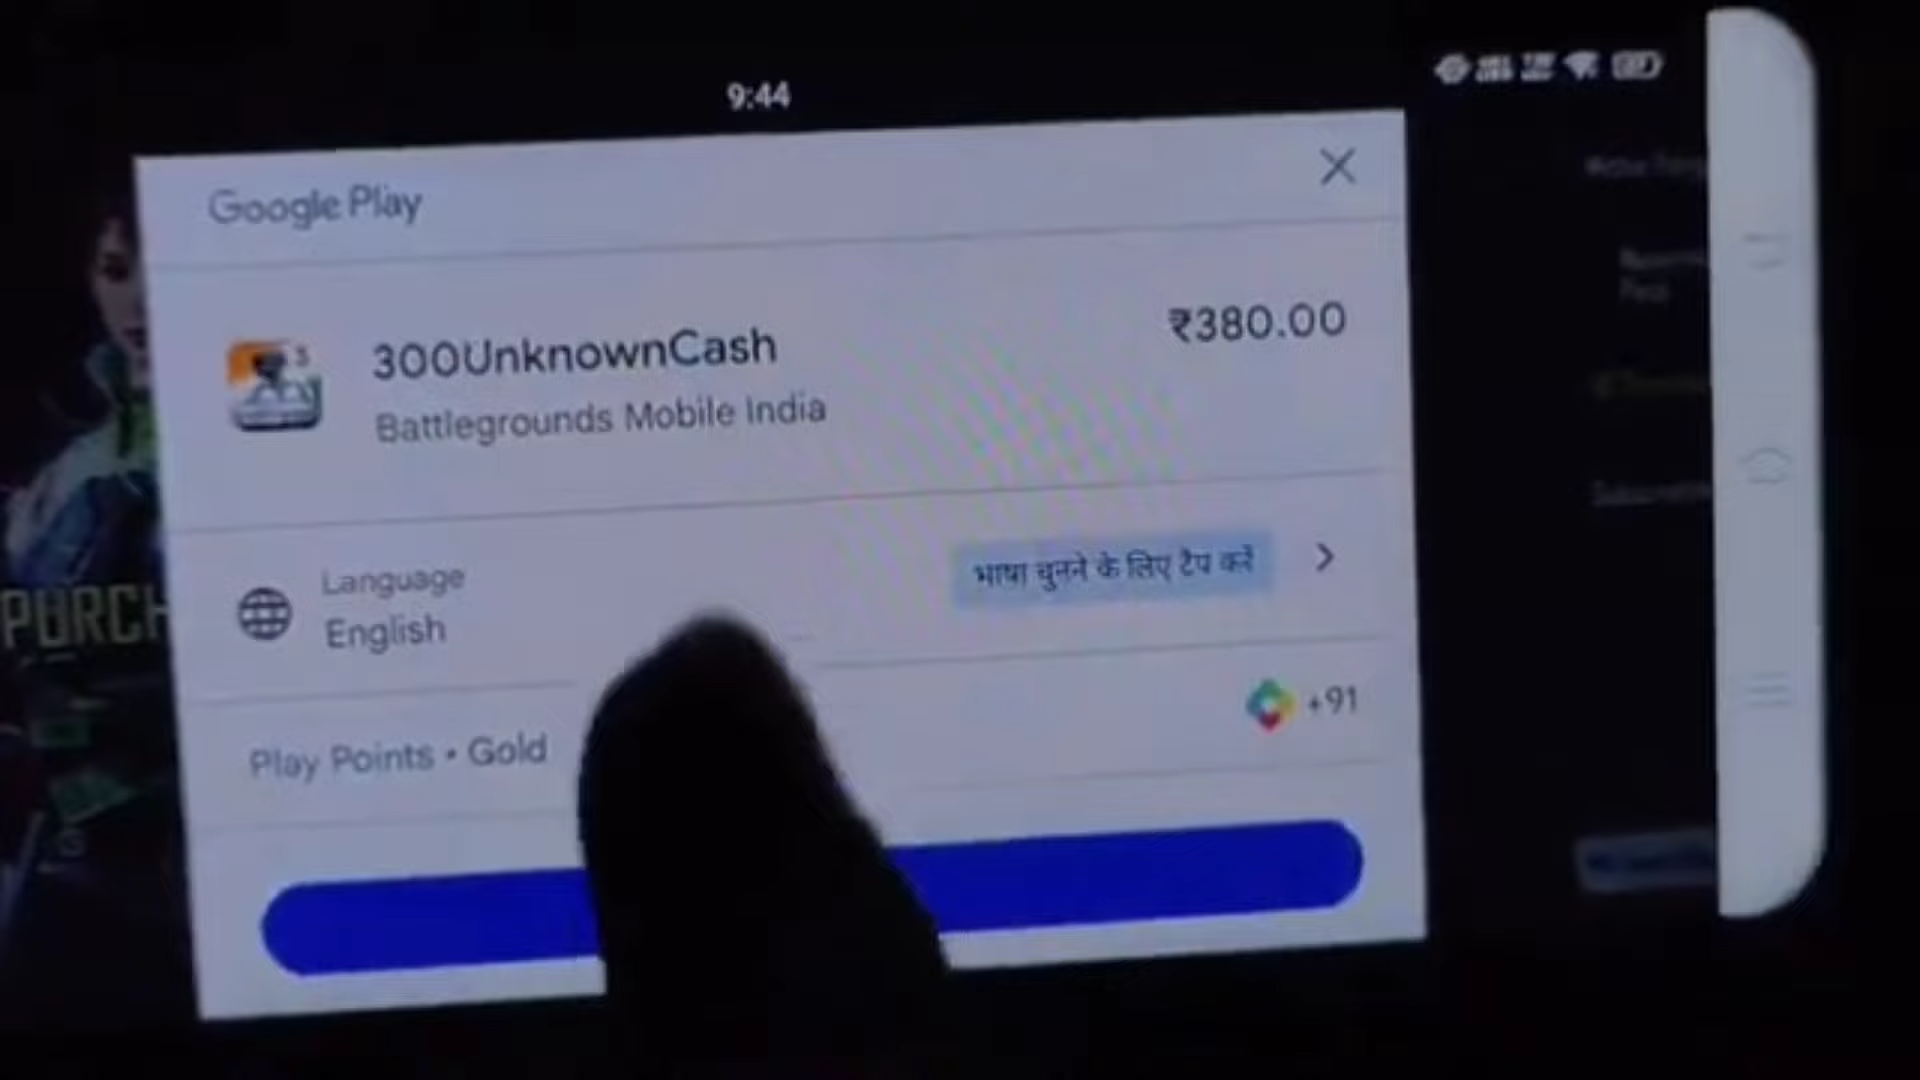 9:44
Google Play
300UnknownCash
₹380.00
Battlegrounds Mobile India
Language
English
भाषा चुनने के लिए टैप करें
Play Points • Gold
+91
PURCH